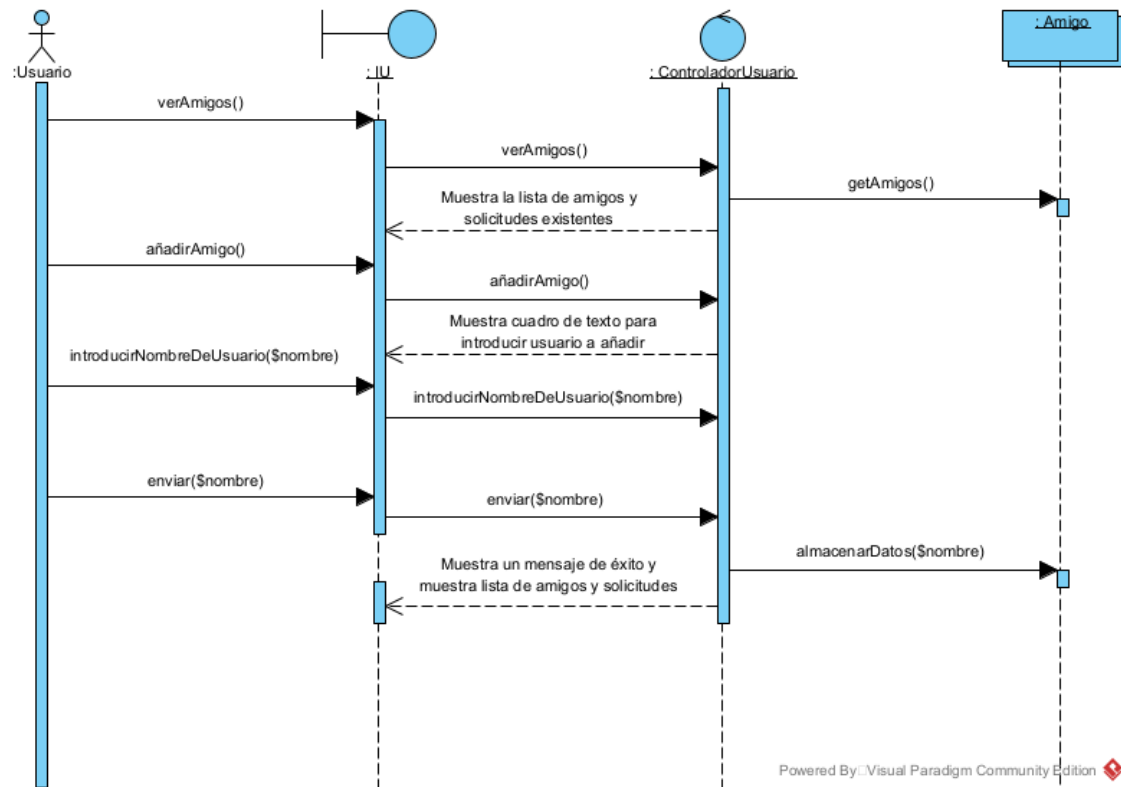 :Usuario
: IU
: ControladorUsuario
: Amigo
verAmigos()
verAmigos()
getAmigos()
Muestra la lista de amigos y
solicitudes existentes
añadirAmigo()
añadirAmigo()
Muestra cuadro de texto para
introducir usuario a añadir
introducirNombreDeUsuario($nombre)
introducirNombreDeUsuario($nombre)
enviar($nombre)
enviar($nombre)
almacenarDatos($nombre)
Muestra un mensaje de éxito y
muestra lista de amigos y solicitudes
Powered By Visual Paradigm Community Edition